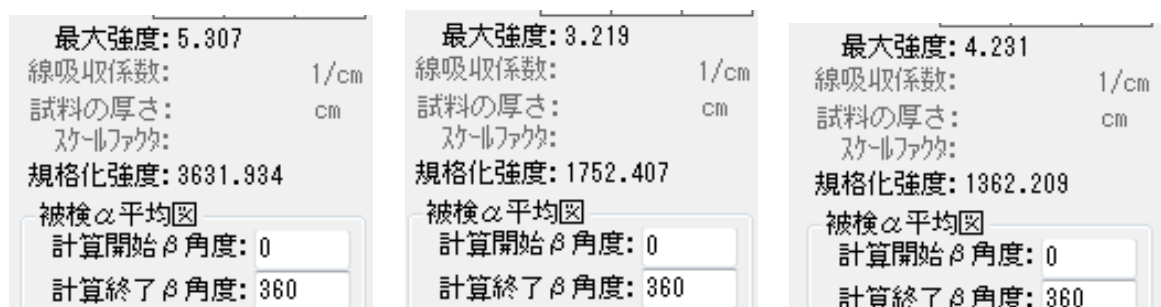 最大強度: 5.307
線吸収係数: 1/cm
試料の厚さ: cm
スケールファクタ:
規格化強度: 3631.934
被検α平均図
計算開始β角度: 0
計算終了β角度: 360
最大強度: 3.219
線吸収係数: 1/cm
試料の厚さ: cm
スケールファクタ:
規格化強度: 1752.407
被検α平均図
計算開始β角度: 0
計算終了β角度: 360
最大強度: 4.231
線吸収係数: 1/cm
試料の厚さ: cm
スケールファクタ:
規格化強度: 1362.209
被検α平均図
計算開始β角度: 0
計算終了β角度: 360